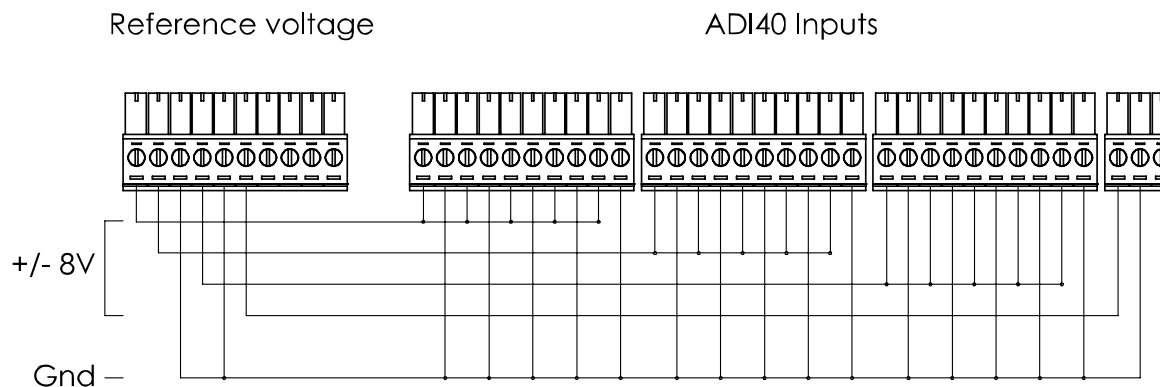 Reference voltage
ADI40 Inputs
+/- 8V
Gnd